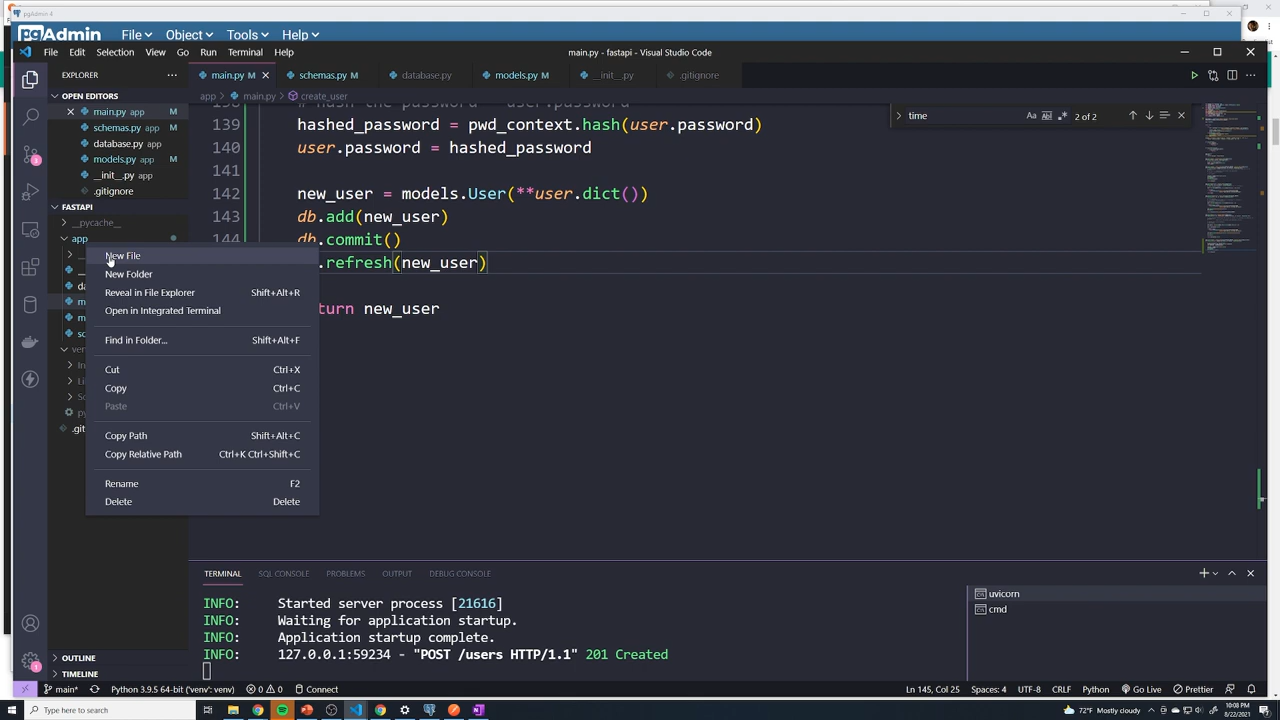 pgAdmin 4
pgAdmin File Object Tools Help
File Edit Selection View Go Run Terminal Help
main.py - fastapi - Visual Studio Code
EXPLORER
main.py M
schemas.py M
database.py
models.py M
__init__.py
.gitignore
app > main.py > create_user
OPEN EDITORS
main.py app M
schemas.py app M
database.py app
models.py app M
__init__.py app
.gitignore
FASTAPI
__pycache__
app
time
Aa
2 of 2
138 # hash the password - user.password
139 hashed_password = pwd_context.hash(user.password)
140 user.password = hashed_password
141
142 new_user = models.User(**user.dict())
143 db.add(new_user)
144 db.commit()
.refresh(new_user)
turn new_user
New File
New Folder
Reveal in File Explorer Shift+Alt+R
Open in Integrated Terminal
Find in Folder... Shift+Alt+F
Cut Ctrl+X
Copy Ctrl+C
Paste Ctrl+V
Copy Path Shift+Alt+C
Copy Relative Path Ctrl+K Ctrl+Shift+C
Rename F2
Delete Delete
.git
OUTLINE
TIMELINE
TERMINAL SQL CONSOLE PROBLEMS OUTPUT DEBUG CONSOLE
INFO: Started server process [21616]
INFO: Waiting for application startup.
INFO: Application startup complete.
INFO: 127.0.0.1:59234 - "POST /users HTTP/1.1" 201 Created
uvicorn
cmd
main* Python 3.9.5 64-bit ('venv': venv) 0 0 Connect
Ln 145, Col 25 Spaces: 4 UTF-8 CRLF Python Go Live Prettier
Type here to search
72°F Mostly cloudy
10:08 PM
8/22/2021